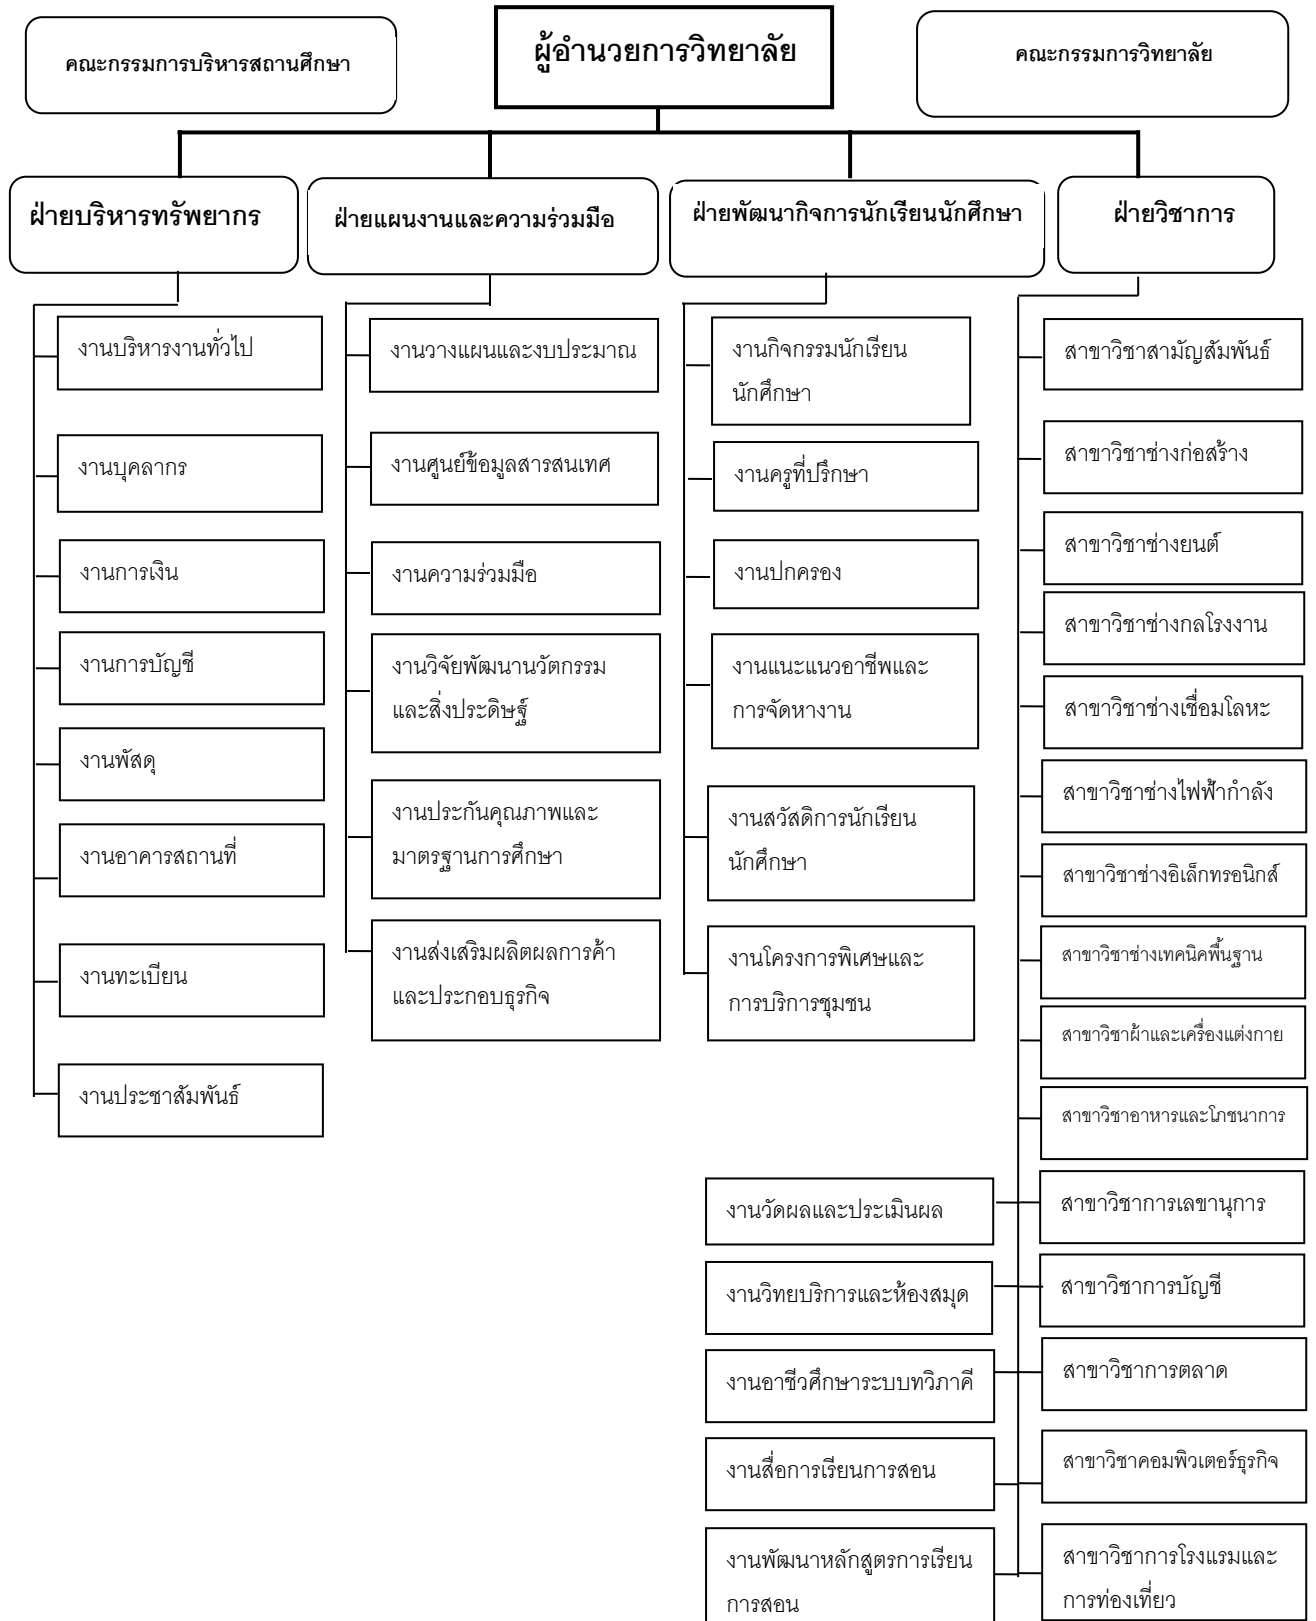 คณะกรรมการบริหารสถานศึกษา
ผู้อำนวยการวิทยาลัย
คณะกรรมการวิทยาลัย
ฝ่ายบริหารทรัพยากร
ฝ่ายแผนงานและความร่วมมือ
ฝ่ายพัฒนากิจการนักเรียนนักศึกษา
ฝ่ายวิชาการ
งานบริหารงานทั่วไป
งานบุคลากร
งานการเงิน
งานการบัญชี
งานพัสดุ
งานอาคารสถานที่
งานทะเบียน
งานประชาสัมพันธ์
งานวางแผนและงบประมาณ
งานศูนย์ข้อมูลสารสนเทศ
งานความร่วมมือ
งานวิจัยพัฒนานวัตกรรม
และสิ่งประดิษฐ์
งานประกันคุณภาพและ
มาตรฐานการศึกษา
งานส่งเสริมผลิตผลการค้า
และประกอบธุรกิจ
งานกิจกรรมนักเรียน
นักศึกษา
งานครูที่ปรึกษา
งานปกครอง
งานแนะแนวอาชีพและ
การจัดหางาน
งานสวัสดิการนักเรียน
นักศึกษา
งานโครงการพิเศษและ
การบริการชุมชน
สาขาวิชาสามัญสัมพันธ์
สาขาวิชาช่างก่อสร้าง
สาขาวิชาช่างยนต์
สาขาวิชาช่างกลโรงงาน
สาขาวิชาช่างเชื่อมโลหะ
สาขาวิชาช่างไฟฟ้ากำลัง
สาขาวิชาช่างอิเล็กทรอนิกส์
สาขาวิชาช่างเทคนิคพื้นฐาน
สาขาวิชาผ้าและเครื่องแต่งกาย
สาขาวิชาอาหารและโภชนาการ
สาขาวิชาการเลขานุการ
สาขาวิชาการบัญชี
สาขาวิชาการตลาด
สาขาวิชาคอมพิวเตอร์ธุรกิจ
สาขาวิชาการโรงแรมและ
การท่องเที่ยว
งานวัดผลและประเมินผล
งานวิทยบริการและห้องสมุด
งานอาชีวศึกษาระบบทวิภาคี
งานสื่อการเรียนการสอน
งานพัฒนาหลักสูตรการเรียน
การสอน